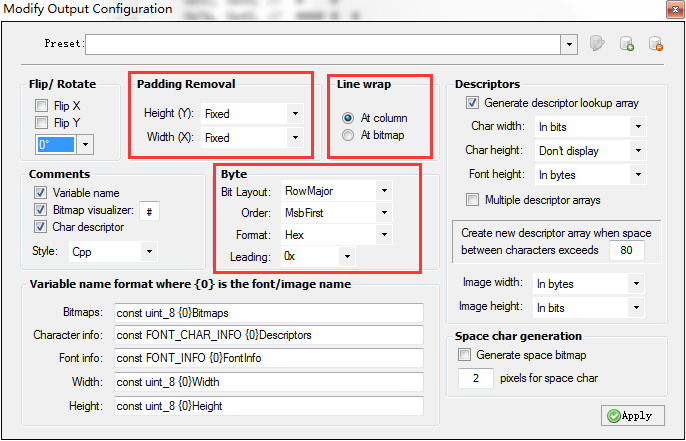 Modify Output Configuration
Preset:
Flip/ Rotate
Flip X
Flip Y
0°
Padding Removal
Height (Y): Fixed
Width (X): Fixed
Line wrap
At column
At bitmap
Descriptors
Generate descriptor lookup array
Char width: In bits
Char height: Don't display
Font height: In bytes
Multiple descriptor arrays
Create new descriptor array when space
between characters exceeds 80
Image width: In bytes
Image height: In bits
Comments
Variable name
Bitmap visualizer: #
Char descriptor
Style: Cpp
Byte
Bit Layout: RowMajor
Order: MsbFirst
Format: Hex
Leading: 0x
Variable name format where {0} is the font/image name
Bitmaps: const uint_8 {0}Bitmaps
Character info: const FONT_CHAR_INFO {0}Descriptors
Font info: const FONT_INFO {0}FontInfo
Width: const uint_8 {0}Width
Height: const uint_8 {0}Height
Space char generation
Generate space bitmap
2 pixels for space char
Apply